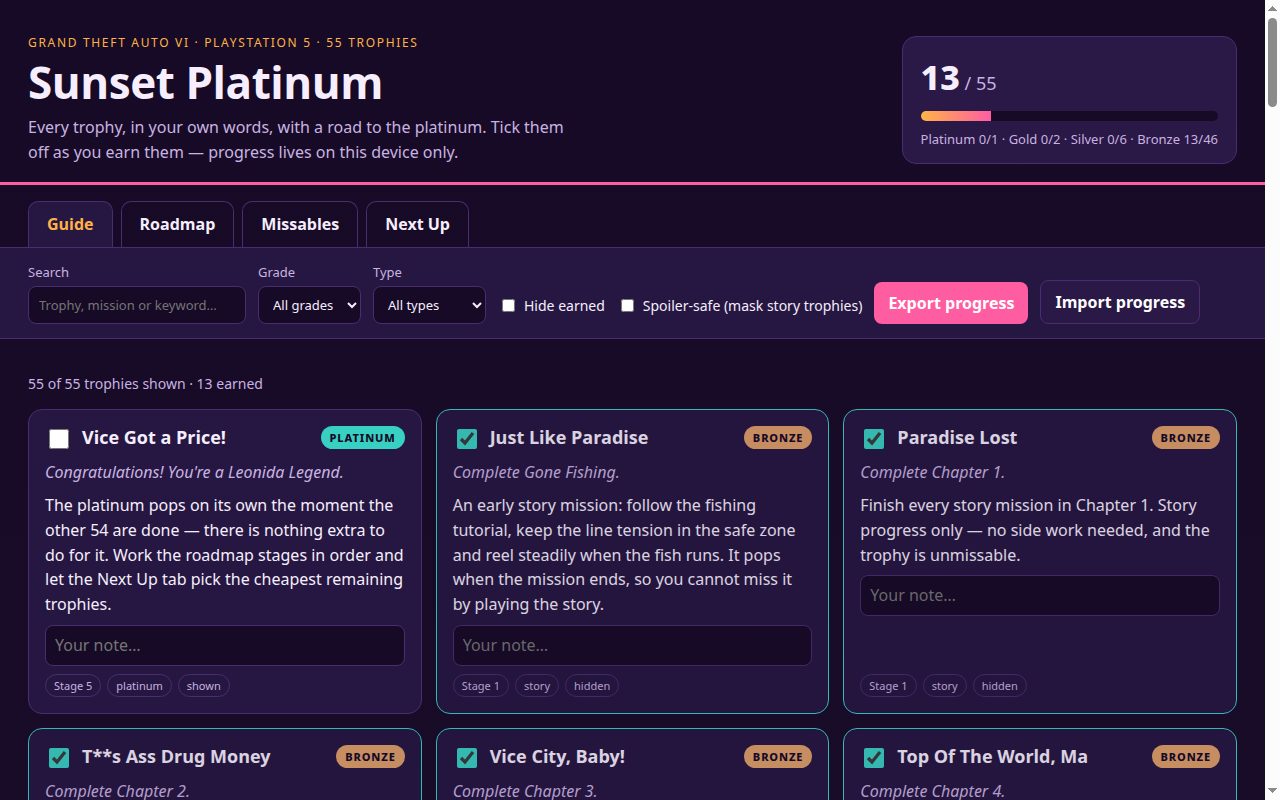 GRAND THEFT AUTO VI · PLAYSTATION 5 · 55 TROPHIES
Sunset Platinum
Every trophy, in your own words, with a road to the platinum. Tick them
off as you earn them — progress lives on this device only.
13 / 55
Platinum 0/1 · Gold 0/2 · Silver 0/6 · Bronze 13/46
Guide
Roadmap
Missables
Next Up
Search
Grade
Type
Trophy, mission or keyword...
All grades
All types
Hide earned
Spoiler-safe (mask story trophies)
Export progress
Import progress
55 of 55 trophies shown · 13 earned
Vice Got a Price!
PLATINUM
Congratulations! You're a Leonida Legend.
The platinum pops on its own the moment the
other 54 are done — there is nothing extra to
do for it. Work the roadmap stages in order and
let the Next Up tab pick the cheapest remaining
trophies.
Your note...
Stage 5
platinum
shown
Just Like Paradise
BRONZE
Complete Gone Fishing.
An early story mission: follow the fishing
tutorial, keep the line tension in the safe zone
and reel steadily when the fish runs. It pops
when the mission ends, so you cannot miss it
by playing the story.
Your note...
Stage 1
story
hidden
Paradise Lost
BRONZE
Complete Chapter 1.
Finish every story mission in Chapter 1. Story
progress only — no side work needed, and the
trophy is unmissable.
Your note...
Stage 1
story
hidden
T**s Ass Drug Money
BRONZE
Complete Chapter 2.
Vice City, Baby!
BRONZE
Complete Chapter 3.
Top Of The World, Ma
BRONZE
Complete Chapter 4.